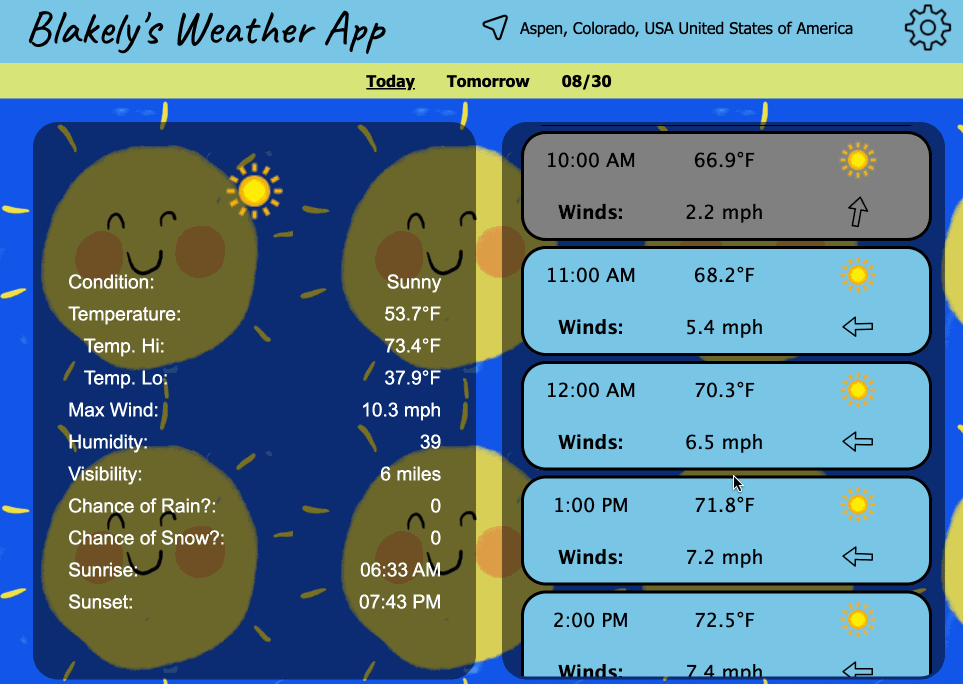 Blakely's Weather App
Aspen, Colorado, USA United States of America
Today Tomorrow 08/30
Condition: Sunny
Temperature: 53.7°F
Temp. Hi: 73.4°F
Temp. Lo: 37.9°F
Max Wind: 10.3 mph
Humidity: 39
Visibility: 6 miles
Chance of Rain?: 0
Chance of Snow?: 0
Sunrise: 06:33 AM
Sunset: 07:43 PM
10:00 AM 66.9°F
Winds: 2.2 mph
11:00 AM 68.2°F
Winds: 5.4 mph
12:00 AM 70.3°F
Winds: 6.5 mph
1:00 PM 71.8°F
Winds: 7.2 mph
2:00 PM 72.5°F
Winds: 7.4 mph